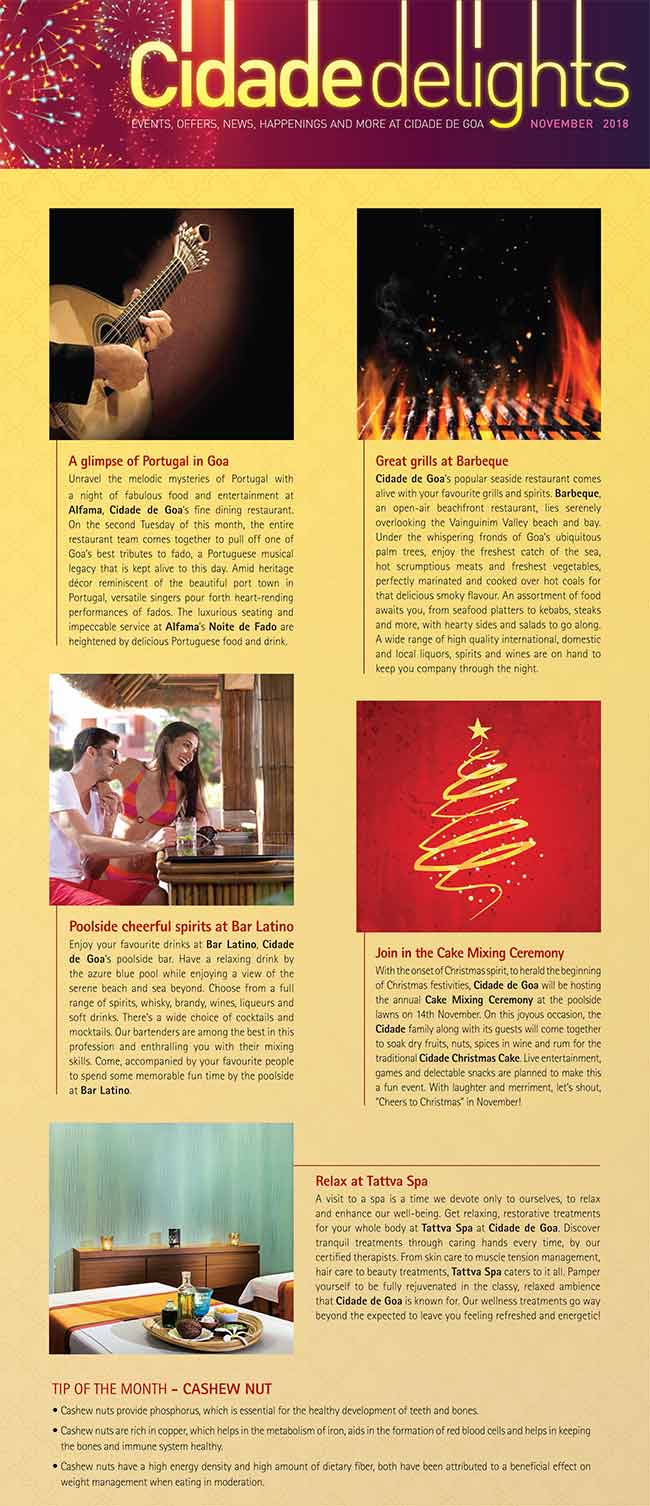 Cidade delights
EVENTS, OFFERS, NEWS, HAPPENINGS AND MORE AT CIDADE DE GOA NOVEMBER 2018
A glimpse of Portugal in Goa
Unravel the melodic mysteries of Portugal with
a night of fabulous food and entertainment at
Alfama, Cidade de Goa's fine dining restaurant.
On the second Tuesday of this month, the entire
restaurant team comes together to pull off one of
Goa's best tributes to fado, a Portuguese musical
legacy that is kept alive to this day. Amid heritage
décor reminiscent of the beautiful port town in
Portugal, versatile singers pour forth heart-rending
performances of fados. The luxurious seating and
impeccable service at Alfama's Noite de Fado are
heightened by delicious Portuguese food and drink.
Great grills at Barbeque
Cidade de Goa's popular seaside restaurant comes
alive with your favourite grills and spirits. Barbeque,
an open-air beachfront restaurant, lies serenely
overlooking the Vainguinim Valley beach and bay.
Under the whispering fronds of Goa's ubiquitous
palm trees, enjoy the freshest catch of the sea,
hot scrumptious meats and freshest vegetables,
perfectly marinated and cooked over hot coals for
that delicious smoky flavour. An assortment of food
awaits you, from seafood platters to kebabs, steaks
and more, with hearty sides and salads to go along.
A wide range of high quality international, domestic
and local liquors, spirits and wines are on hand to
keep you company through the night.
Poolside cheerful spirits at Bar Latino
Enjoy your favourite drinks at Bar Latino, Cidade
de Goa's poolside bar. Have a relaxing drink by
the azure blue pool while enjoying a view of the
serene beach and sea beyond. Choose from a full
range of spirits, whisky, brandy, wines, liqueurs and
soft drinks. There's a wide choice of cocktails and
mocktails. Our bartenders are among the best in this
profession and enthralling you with their mixing
skills. Come, accompanied by your favourite people
to spend some memorable fun time by the poolside
at Bar Latino.
Join in the Cake Mixing Ceremony
With the onset of Christmas spirit, to herald the beginning
of Christmas festivities, Cidade de Goa will be hosting
the annual Cake Mixing Ceremony at the poolside
lawns on 14th November. On this joyous occasion, the
Cidade family along with its guests will come together
to soak dry fruits, nuts, spices in wine and rum for the
traditional Cidade Christmas Cake. Live entertainment,
games and delectable snacks are planned to make this
a fun event. With laughter and merriment, let's shout,
"Cheers to Christmas" in November!
Relax at Tattva Spa
A visit to a spa is a time we devote only to ourselves, to relax
and enhance our well-being. Get relaxing, restorative treatments
for your whole body at Tattva Spa at Cidade de Goa. Discover
tranquil treatments through caring hands every time, by our
certified therapists. From skin care to muscle tension management,
hair care to beauty treatments, Tattva Spa caters to it all. Pamper
yourself to be fully rejuvenated in the classy, relaxed ambience
that Cidade de Goa is known for. Our wellness treatments go way
beyond the expected to leave you feeling refreshed and energetic!
TIP OF THE MONTH – CASHEW NUT
• Cashew nuts provide phosphorus, which is essential for the healthy development of teeth and bones.
• Cashew nuts are rich in copper, which helps in the metabolism of iron, aids in the formation of red blood cells and helps in keeping
the bones and immune system healthy.
• Cashew nuts have a high energy density and high amount of dietary fiber, both have been attributed to a beneficial effect on
weight management when eating in moderation.